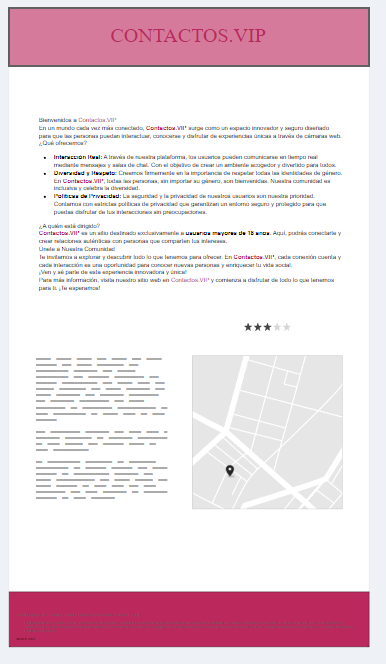 CONTACTOS.VIP
Bienvenidos a Contactos.VIP
En un mundo cada vez más conectado, Contactos.VIP surge como un espacio innovador y seguro diseñado
para que las personas puedan interactuar, conocerse y disfrutar de experiencias únicas a través de cámaras web.
¿Qué ofrecemos?
• Interacción Real: A través de nuestra plataforma, los usuarios pueden comunicarse en tiempo real
mediante mensajes y salas de chat. Con el objetivo de crear un ambiente acogedor y divertido para todos.
• Diversidad y Respeto: Creemos firmemente en la importancia de respetar todas las identidades de género.
En Contactos.VIP, todas las personas, sin importar su género, son bienvenidas. Nuestra comunidad es
inclusiva y celebra la diversidad.
• Políticas de Privacidad: La seguridad y la privacidad de nuestros usuarios son nuestra prioridad.
Contamos con estrictas políticas de privacidad que garantizan un entorno seguro y protegido para que
puedas disfrutar de tus interacciones sin preocupaciones.
¿A quién está dirigido?
Contactos.VIP es un sitio destinado exclusivamente a usuarios mayores de 18 años. Aquí, podrás conectarte y
crear relaciones auténticas con personas que comparten tus intereses.
Únete a Nuestra Comunidad
Te invitamos a explorar y descubrir todo lo que tenemos para ofrecer. En Contactos.VIP, cada conexión cuenta y
cada interacción es una oportunidad para conocer nuevas personas y enriquecer tu vida social.
¡Ven y sé parte de esta experiencia innovadora y única!
Para más información, visita nuestro sitio web en Contactos.VIP y comienza a disfrutar de todo lo que tenemos
para ti. ¡Te esperamos!